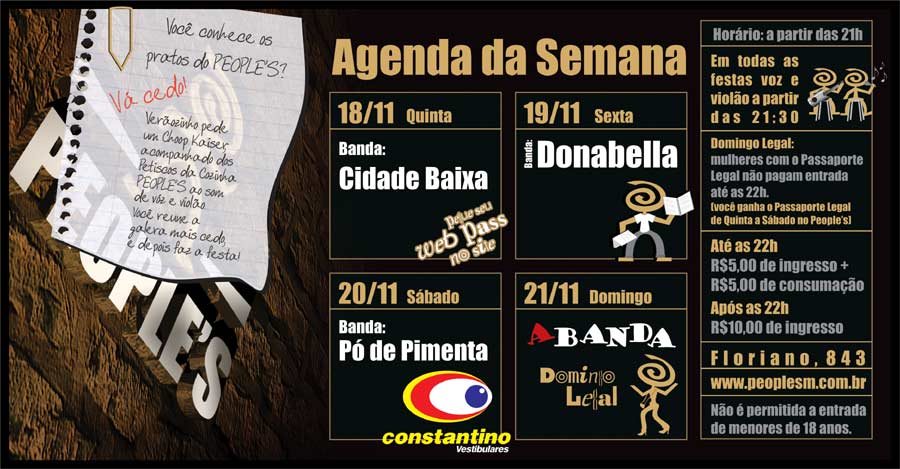 Você conhece os
pratos do PEOPLE'S?
Vá cedo!
Verãozinho pede
um Choop Kaiser
acompanhado dos
Petiscos da Cozinha
PEOPLE'S ao som
de voz e violão.
Você reune a
galera mais cedo,
e depois faz a festa!
PEOPLE'S
Agenda da Semana
18/11 Quinta
Banda:
Cidade Baixa
Pegue seu
web Pass
no site
19/11 Sexta
Banda:
Donabella
20/11 Sábado
Banda:
Pó de Pimenta
constantino
Vestibulares
21/11 Domingo
A BANDA
Domingo
Legal
Horário: a partir das 21h
Em todas as
festas voz e
violão a partir
das 21:30
Domingo Legal:
mulheres com o Passaporte
Legal não pagam entrada
até as 22h.
(você ganha o Passaporte Legal
de Quinta a Sábado no People's)
Até as 22h
R$5,00 de ingresso +
R$5,00 de consumação
Após as 22h
R$10,00 de ingresso
Floriano, 843
www.peoplesm.com.br
Não é permitida a entrada
de menores de 18 anos.